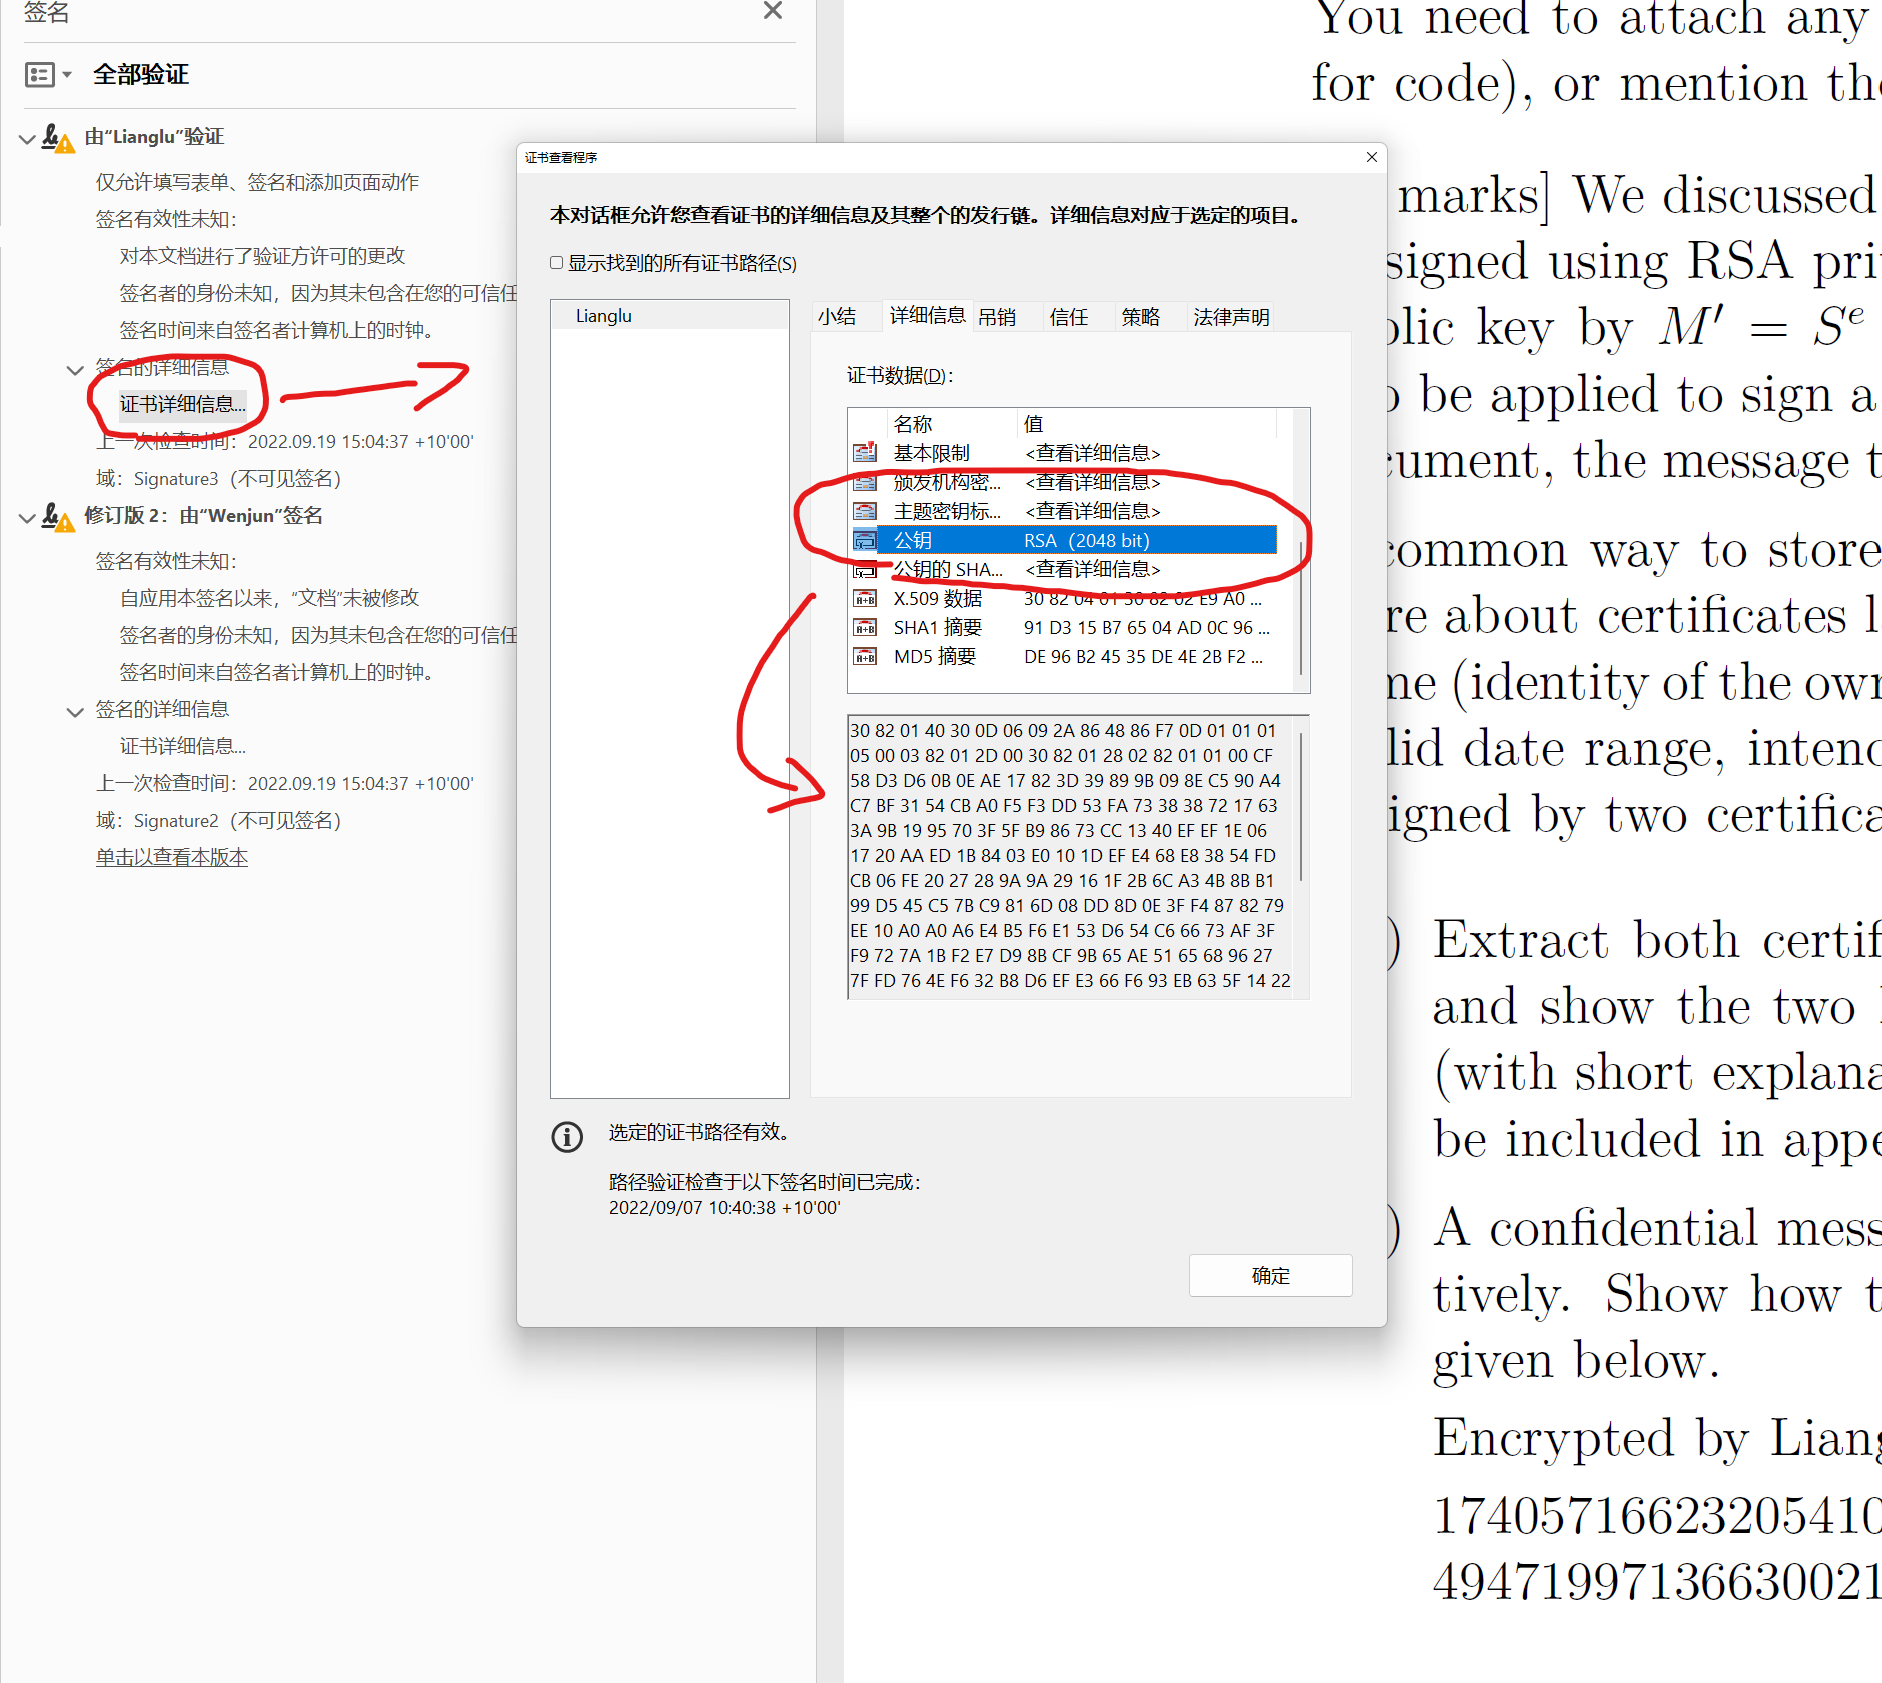 签名
全部验证
由“Lianglu”验证
仅允许填写表单、签名和添加页面动作
签名有效性未知：
对本文档进行了验证方许可的更改
签名者的身份未知，因为其未包含在您的可信任
签名时间来自签名者计算机上的时钟。
签名的详细信息
证书详细信息...
上一次检查时间：2022.09.19 15:04:37 +10'00'
域：Signature3（不可见签名）
修订版 2：由“Wenjun”签名
签名有效性未知：
自应用本签名以来，“文档”未被修改
签名者的身份未知，因为其未包含在您的可信任
签名时间来自签名者计算机上的时钟。
签名的详细信息
证书详细信息...
上一次检查时间：2022.09.19 15:04:37 +10'00'
域：Signature2（不可见签名）
单击以查看本版本
证书查看程序
本对话框允许您查看证书的详细信息及其整个的发行链。详细信息对应于选定的项目。
显示找到的所有证书路径(S)
Lianglu
小结 详细信息 吊销 信任 策略 法律声明
证书数据(D)：
名称 值
基本限制 <查看详细信息>
颁发机构密... <查看详细信息>
主题密钥标... <查看详细信息>
公钥 RSA（2048 bit）
公钥的 SHA... <查看详细信息>
X.509 数据 30 82 04 01 30 82 02 E9 A0 ...
SHA1 摘要 91 D3 15 B7 65 04 AD 0C 96 ...
MD5 摘要 DE 96 B2 45 35 DE 4E 2B F2 ...
30 82 01 40 30 0D 06 09 2A 86 48 86 F7 0D 01 01 01
05 00 03 82 01 2D 00 30 82 01 28 02 82 01 01 00 CF
58 D3 D6 0B 0E AE 17 82 3D 39 89 9B 09 8E C5 90 A4
C7 BF 31 54 CB A0 F5 F3 DD 53 FA 73 38 38 72 17 63
3A 9B 19 95 70 3F 5F B9 86 73 CC 13 40 EF EF 1E 06
17 20 AA ED 1B 84 03 E0 10 1D EF E4 68 E8 38 54 FD
CB 06 FE 20 27 28 9A 9A 29 16 1F 2B 6C A3 4B 8B B1
99 D5 45 C5 7B C9 81 6D 08 DD 8D 0E 3F F4 87 82 79
EE 10 A0 A0 A6 E4 B5 F6 E1 53 D6 54 C6 66 73 AF 3F
F9 72 7A 1B F2 E7 D9 8B CF 9B 65 AE 51 65 68 96 27
7F FD 76 4E F6 32 B8 D6 EF E3 66 F6 93 EB 63 5F 14 22
选定的证书路径有效。
路径验证检查于以下签名时间已完成：
2022/09/07 10:40:38 +10'00'
确定
You need to attach any
for code), or mention the
marks] We discussed
signed using RSA pri
blic key by M′ = S^e
o be applied to sign a
cument, the message t
common way to store
re about certificates l
me (identity of the own
lid date range, intend
igned by two certifica
) Extract both certif
and show the two
(with short explana
be included in appe
) A confidential mess
tively. Show how t
given below.
Encrypted by Liang
17405716623205410
49471997136630021